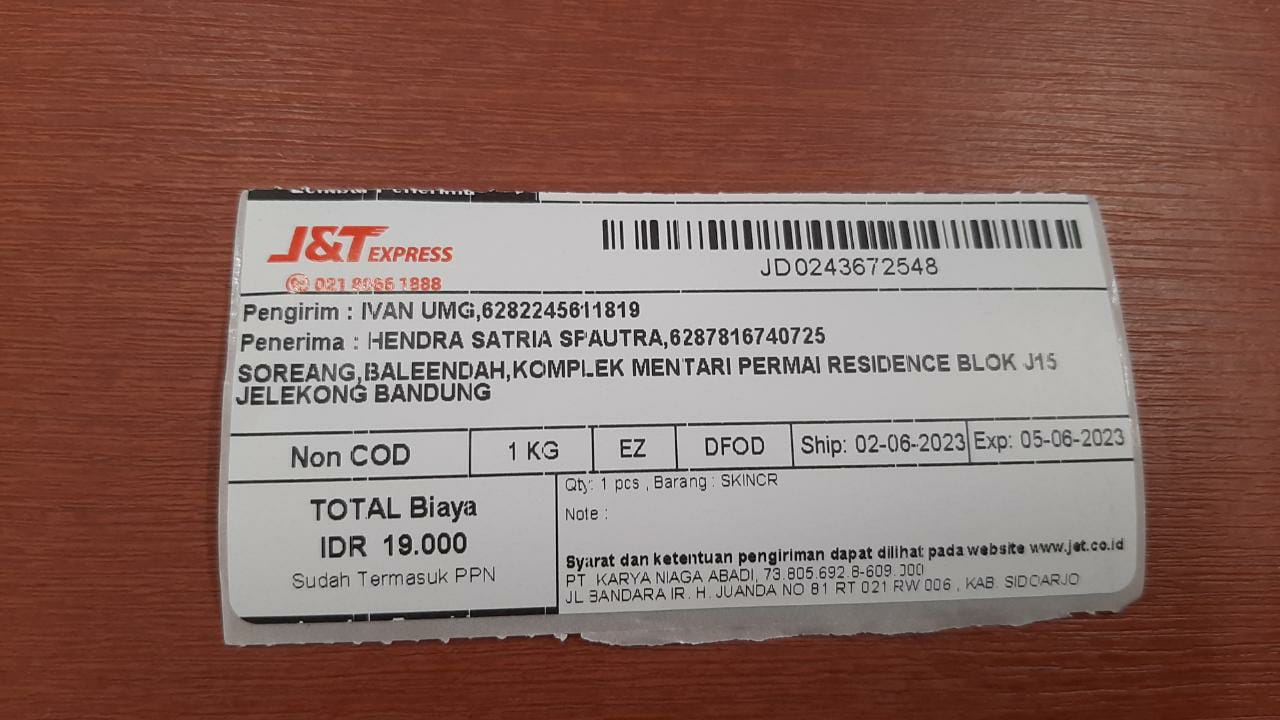 J&T EXPRESS
021 8066 1888
JD0243672548
Pengirim : IVAN UMG,6282245611819
Penerima : HENDRA SATRIA SPAUTRA,6287816740725
SOREANG,BALEENDAH,KOMPLEK MENTARI PERMAI RESIDENCE BLOK J15
JELEKONG BANDUNG
Non COD
1 KG
EZ
DFOD
Ship: 02-06-2023
Exp: 05-06-2023
TOTAL Biaya
IDR 19.000
Sudah Termasuk PPN
Qty: 1 pcs , Barang : SKINCR
Note :
Syarat dan ketentuan pengiriman dapat dilihat pada website www.jet.co.id
PT. KARYA NIAGA ABADI, 73.805.692.8-609.000
JL BANDARA IR. H. JUANDA NO 81 RT 021 RW 006 , KAB. SIDOARJO